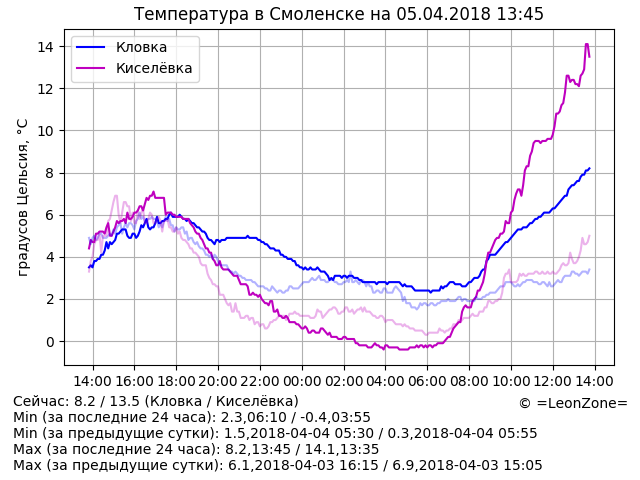 Температура в Смоленске на 05.04.2018 13:45
Кловка
Киселёвка
градусов Цельсия, °C
14
12
10
8
6
4
2
0
14:00 16:00 18:00 20:00 22:00 00:00 02:00 04:00 06:00 08:00 10:00 12:00 14:00
Сейчас: 8.2 / 13.5 (Кловка / Киселёвка)
© =LeonZone=
Min (за последние 24 часа): 2.3,06:10 / -0.4,03:55
Min (за предыдущие сутки): 1.5,2018-04-04 05:30 / 0.3,2018-04-04 05:55
Max (за последние 24 часа): 8.2,13:45 / 14.1,13:35
Max (за предыдущие сутки): 6.1,2018-04-03 16:15 / 6.9,2018-04-03 15:05